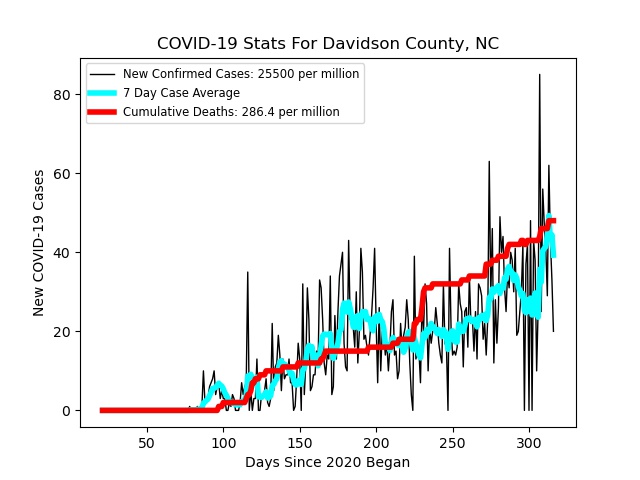 COVID-19 Stats For Davidson County, NC
New Confirmed Cases: 25500 per million
7 Day Case Average
Cumulative Deaths: 286.4 per million
New COVID-19 Cases
80
60
40
20
0
50 100 150 200 250 300
Days Since 2020 Began